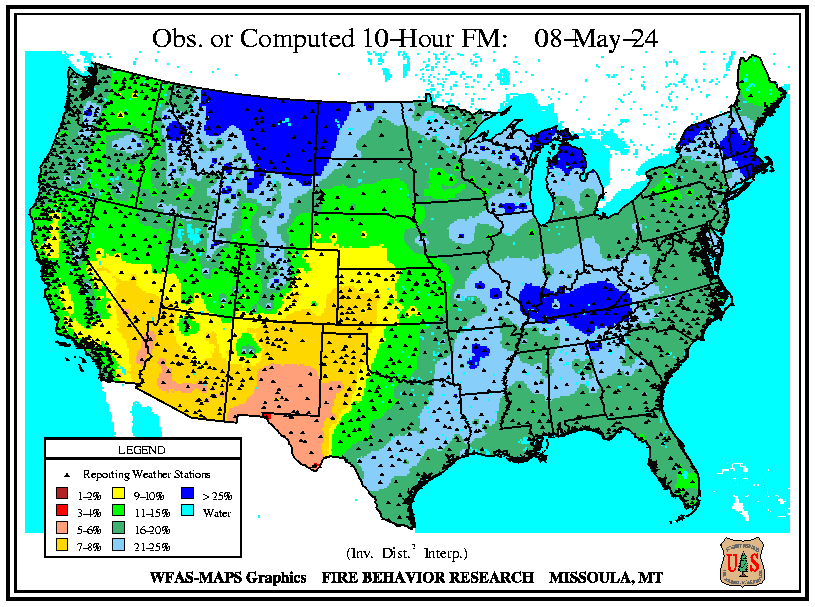 Obs. or Computed 10-Hour FM: 08-May-24
LEGEND
Reporting Weather Stations
1-2% 9-10% > 25%
3-4% 11-15% Water
5-6% 16-20%
7-8% 21-25%
(Inv. Dist.² Interp.)
WFAS-MAPS Graphics FIRE BEHAVIOR RESEARCH MISSOULA, MT
U S